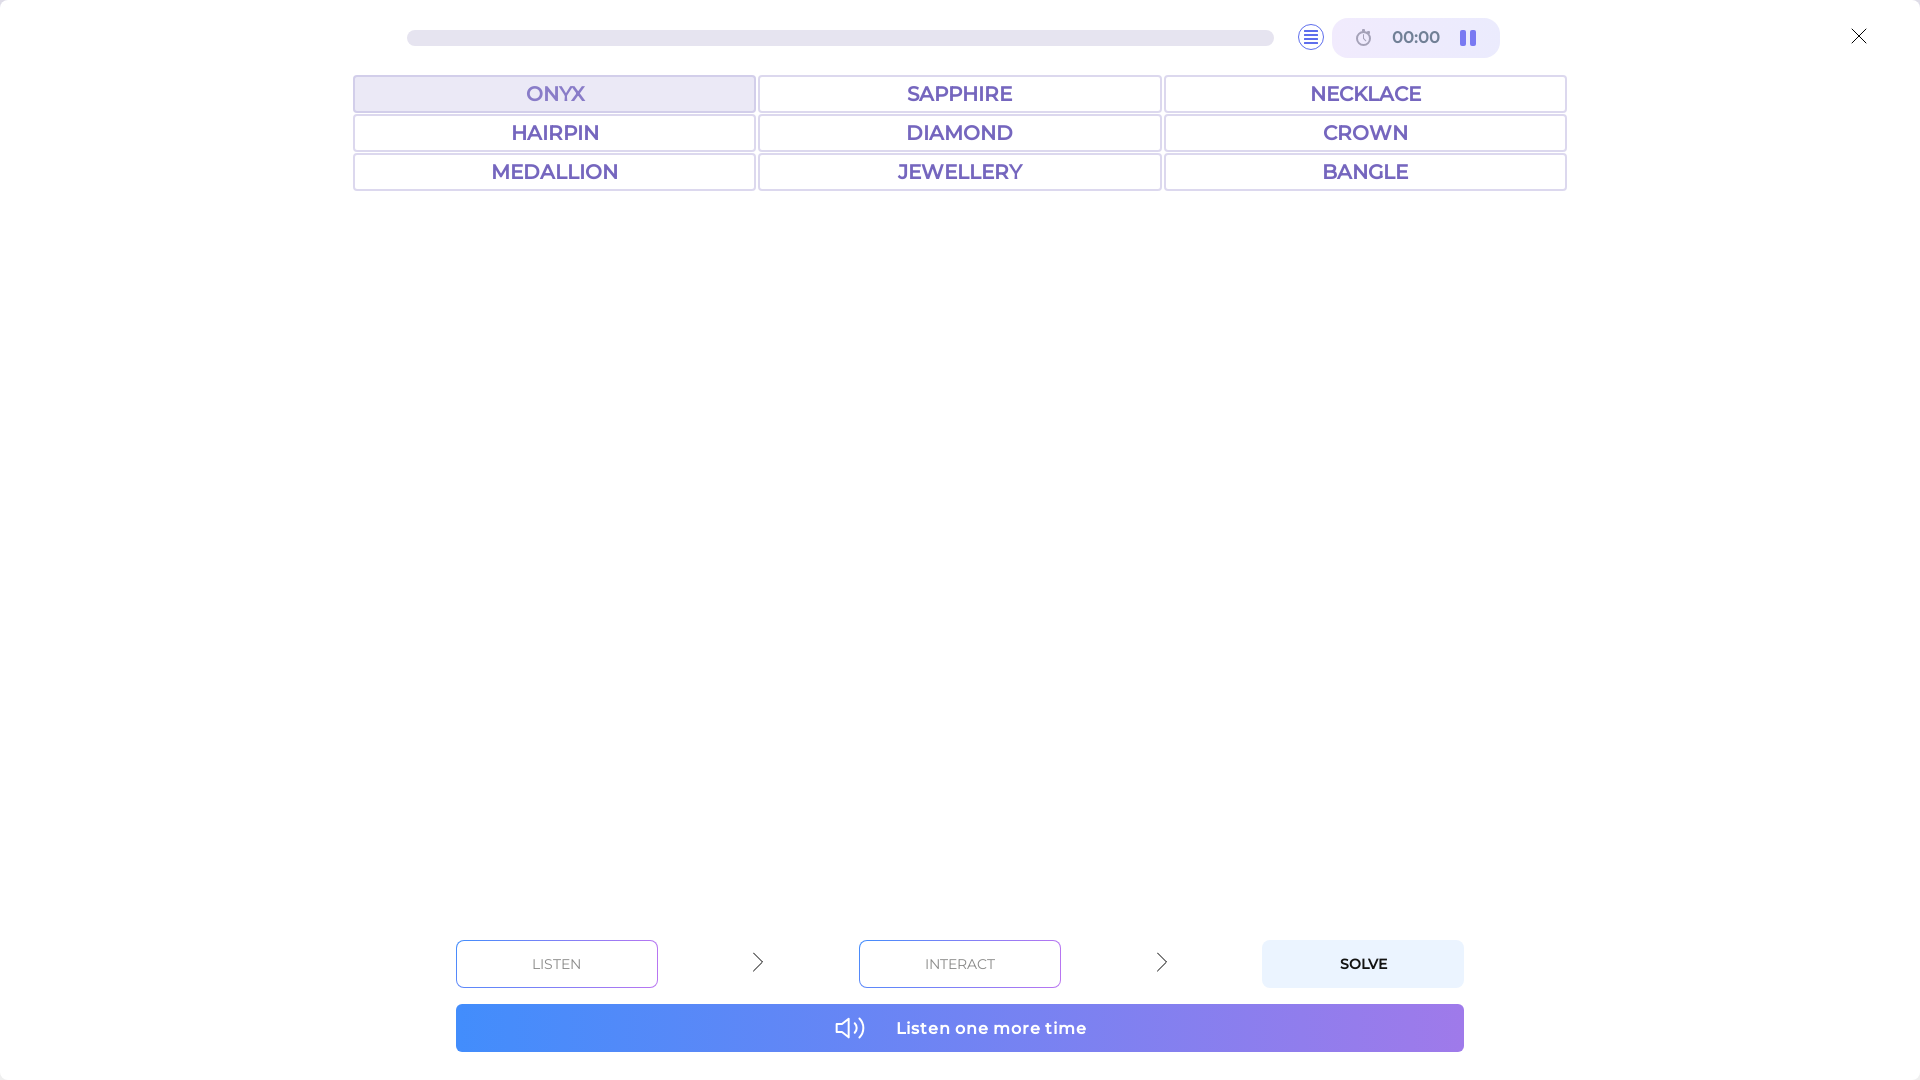 00:00
ONYX SAPPHIRE NECKLACE
HAIRPIN DIAMOND CROWN
MEDALLION JEWELLERY BANGLE
LISTEN INTERACT SOLVE
Listen one more time